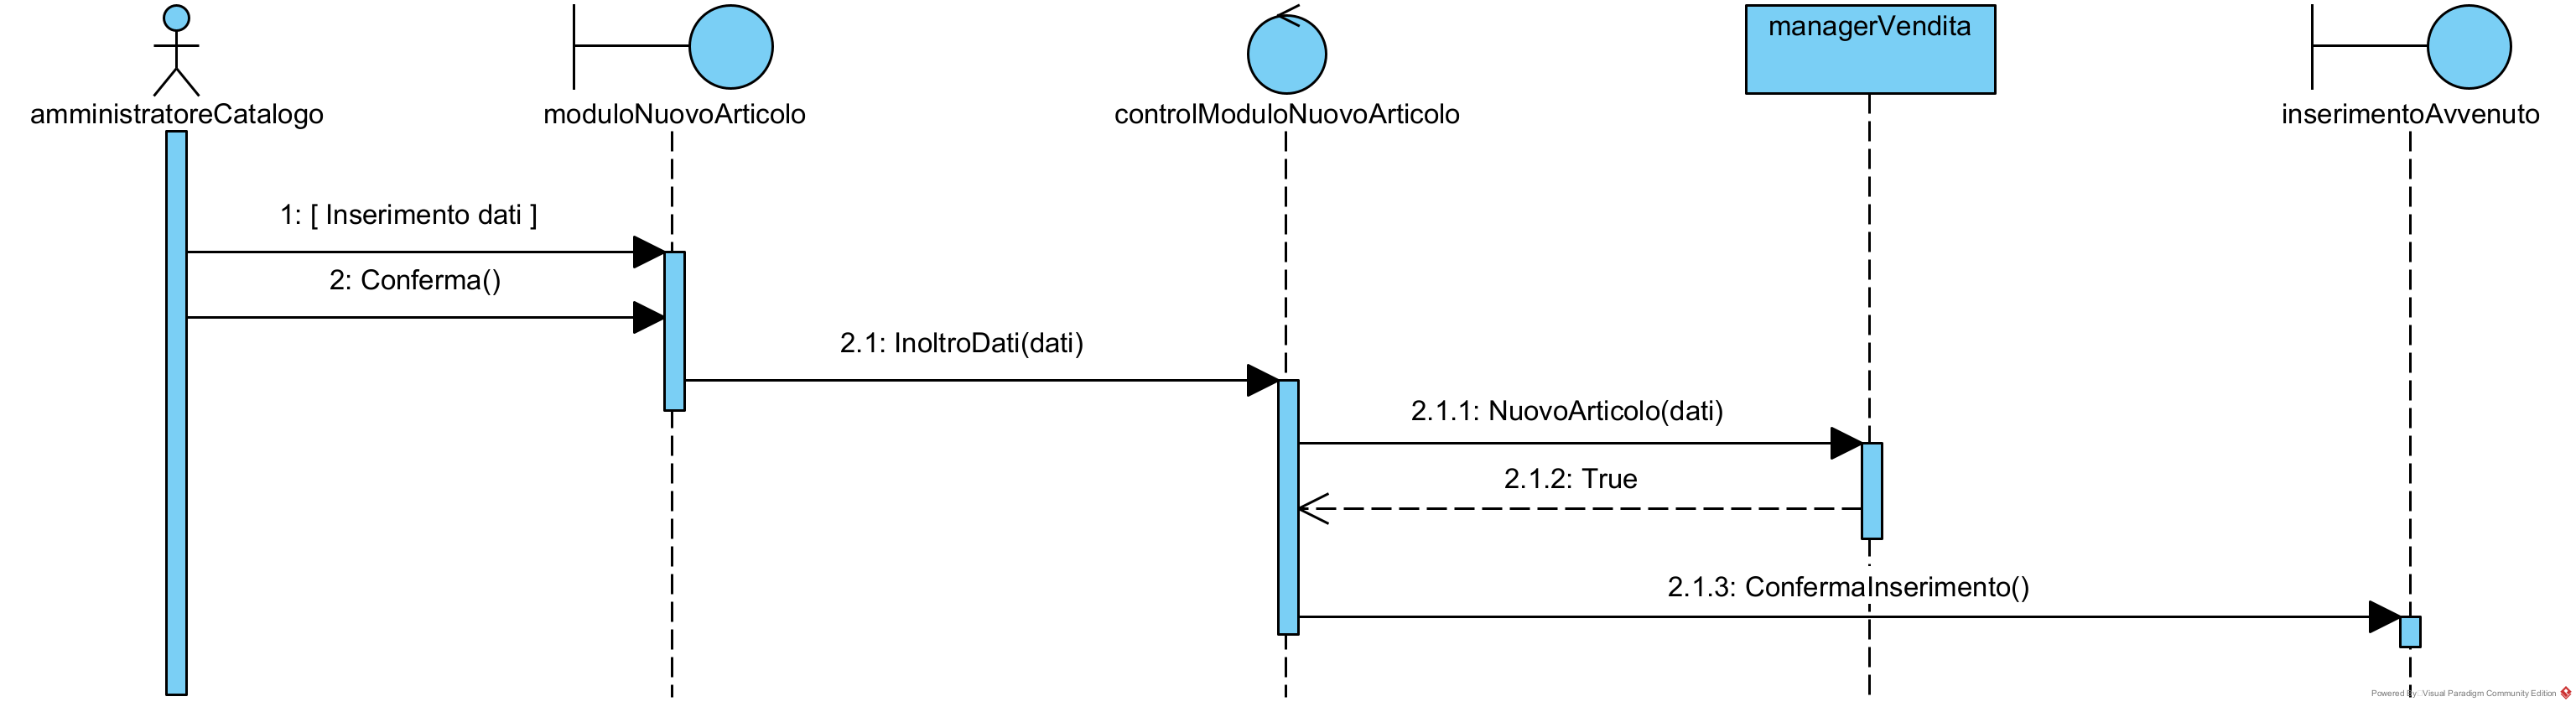 managerVendita
amministratoreCatalogo
moduloNuovoArticolo
controlModuloNuovoArticolo
inserimentoAvvenuto
1: [ Inserimento dati ]
2: Conferma()
2.1: InoltroDati(dati)
2.1.1: NuovoArticolo(dati)
2.1.2: True
2.1.3: ConfermaInserimento()
Powered By Visual Paradigm Community Edition